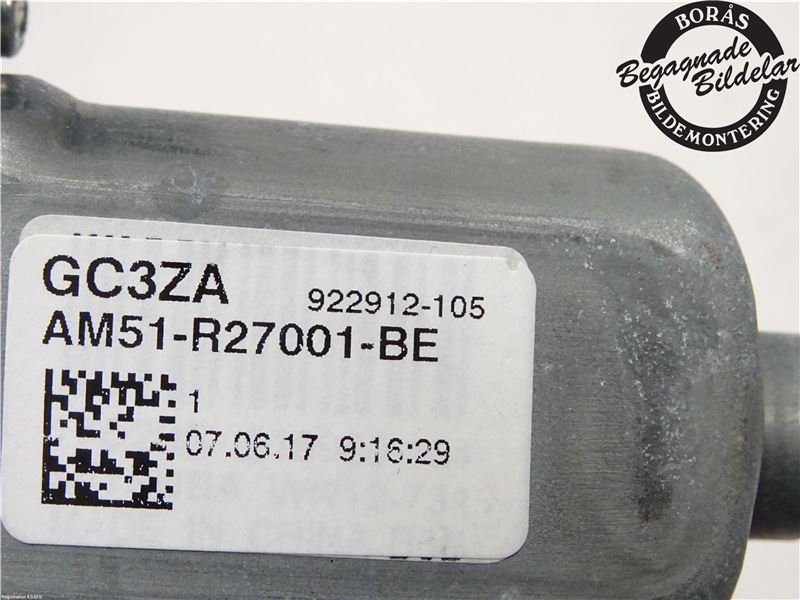 BORÅS
Begagnade
Bildelar
BILDEMONTERING
GC3ZA
922912-105
AM51-R27001-BE
1
07.06.17 9:16:29